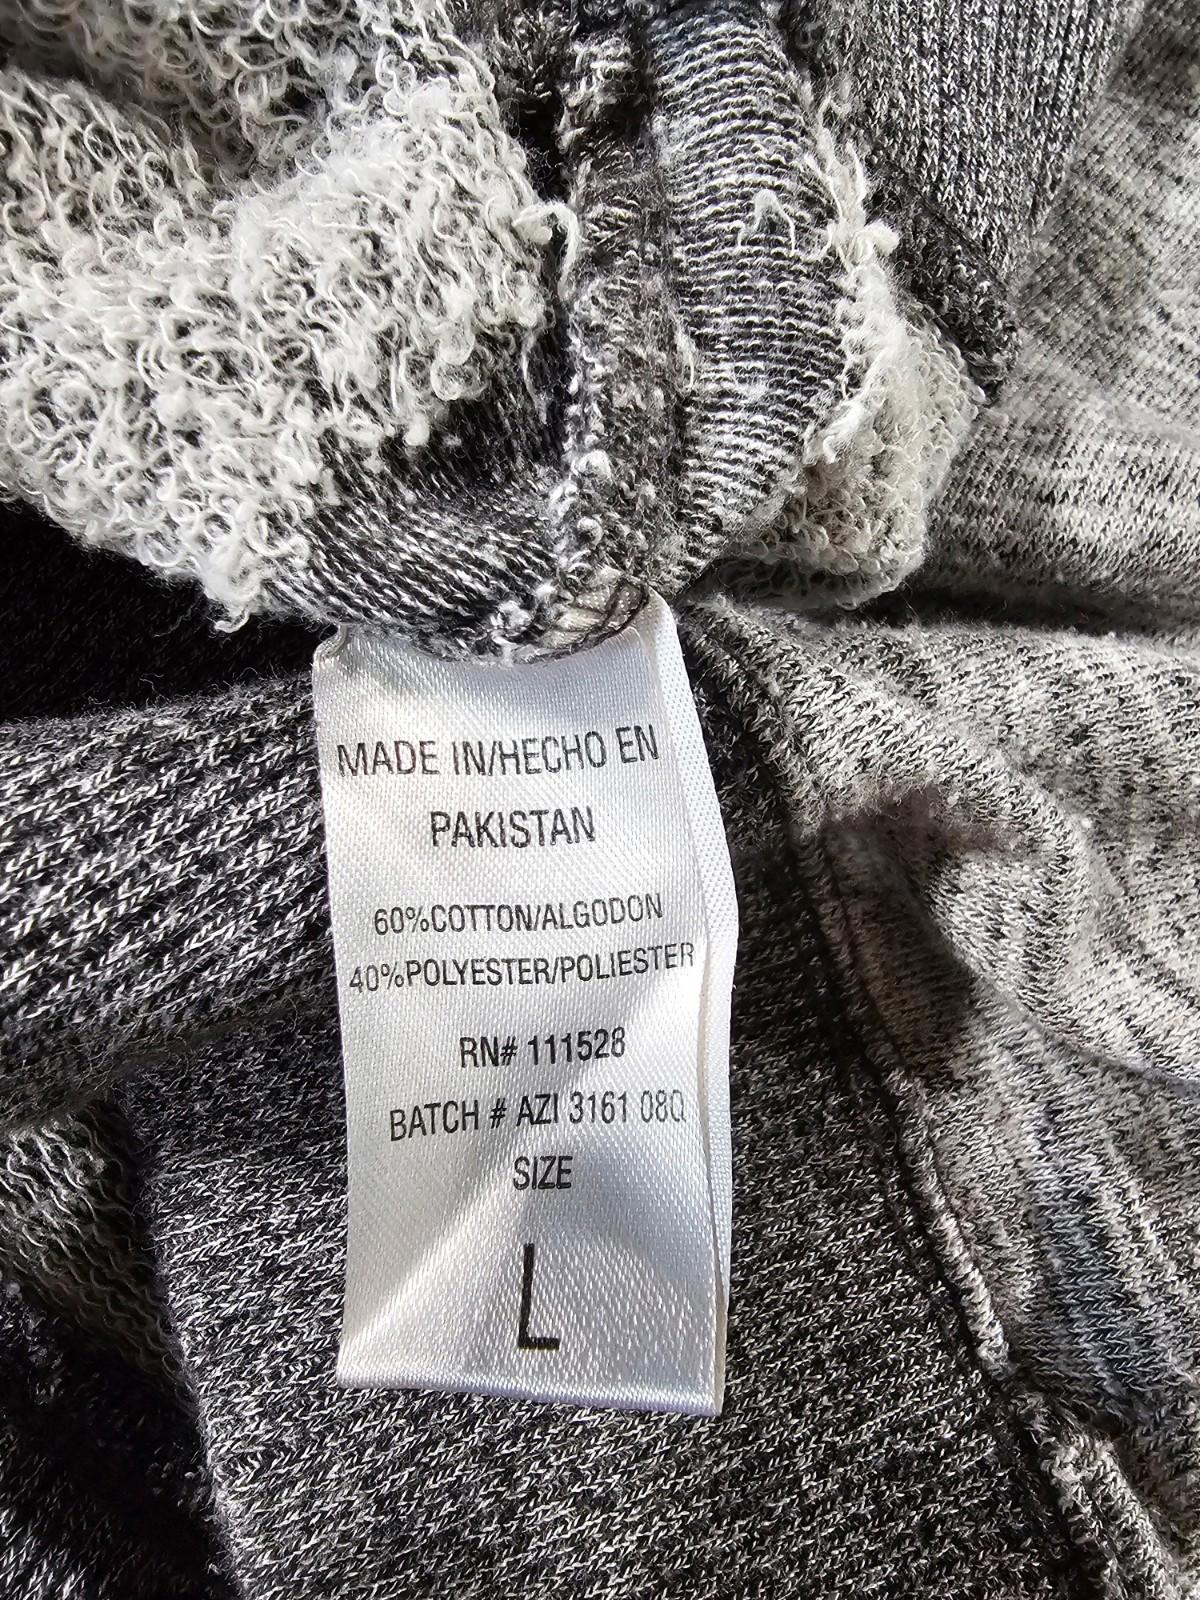 MADE IN/HECHO EN
PAKISTAN
60%COTTON/ALGODON
40%POLYESTER/POLIESTER
RN# 111528
BATCH # AZI 3161 08Q
SIZE
L